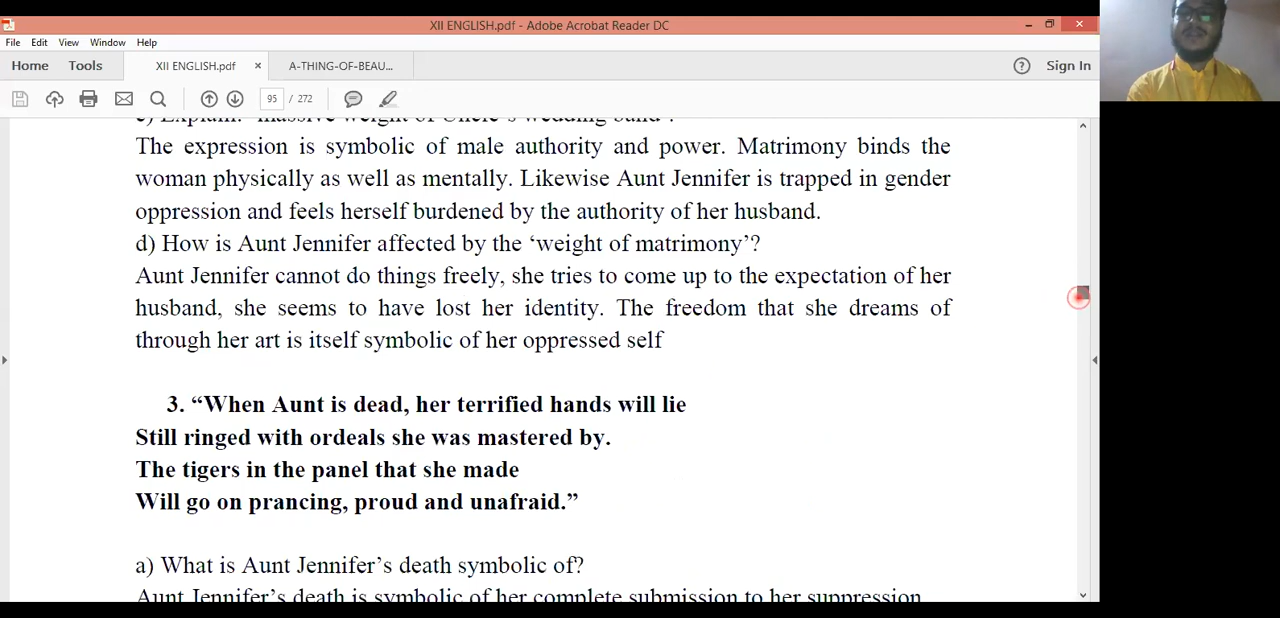 XII ENGLISH.pdf - Adobe Acrobat Reader DC
File Edit View Window Help
Home Tools XII ENGLISH.pdf × A-THING-OF-BEAU... ? Sign In
95 / 272
c) Explain: 'massive weight of Uncle's wedding band'.
The expression is symbolic of male authority and power. Matrimony binds the
woman physically as well as mentally. Likewise Aunt Jennifer is trapped in gender
oppression and feels herself burdened by the authority of her husband.
d) How is Aunt Jennifer affected by the ‘weight of matrimony’?
Aunt Jennifer cannot do things freely, she tries to come up to the expectation of her
husband, she seems to have lost her identity. The freedom that she dreams of
through her art is itself symbolic of her oppressed self
3. “When Aunt is dead, her terrified hands will lie
Still ringed with ordeals she was mastered by.
The tigers in the panel that she made
Will go on prancing, proud and unafraid.”
a) What is Aunt Jennifer’s death symbolic of?
Aunt Jennifer’s death is symbolic of her complete submission to her suppression